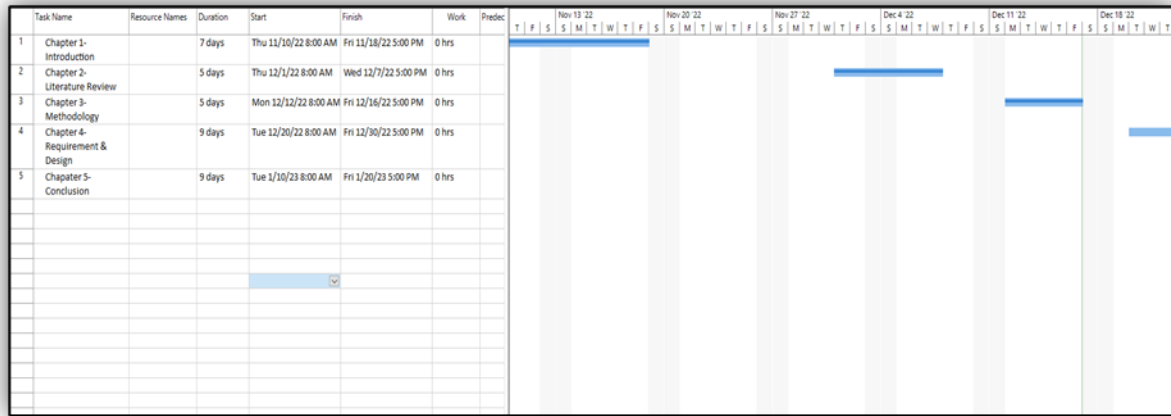 Task Name Resource Names Duration Start Finish Work Predec
Nov 13 '22 Nov 20 '22 Nov 27 '22 Dec 4 '22 Dec 11 '22 Dec 18 '22
T F S S M T W T F S S M T W T F S S M T W T F S S M T W T F S S M T W T F S S M T W T
1 Chapter 1- 7 days Thu 11/10/22 8:00 AM Fri 11/18/22 5:00 PM 0 hrs
Introduction
2 Chapter 2- 5 days Thu 12/1/22 8:00 AM Wed 12/7/22 5:00 PM 0 hrs
Literature Review
3 Chapter 3- 5 days Mon 12/12/22 8:00 AM Fri 12/16/22 5:00 PM 0 hrs
Methodology
4 Chapter 4- 9 days Tue 12/20/22 8:00 AM Fri 12/30/22 5:00 PM 0 hrs
Requirement &
Design
5 Chapater 5- 9 days Tue 1/10/23 8:00 AM Fri 1/20/23 5:00 PM 0 hrs
Conclusion